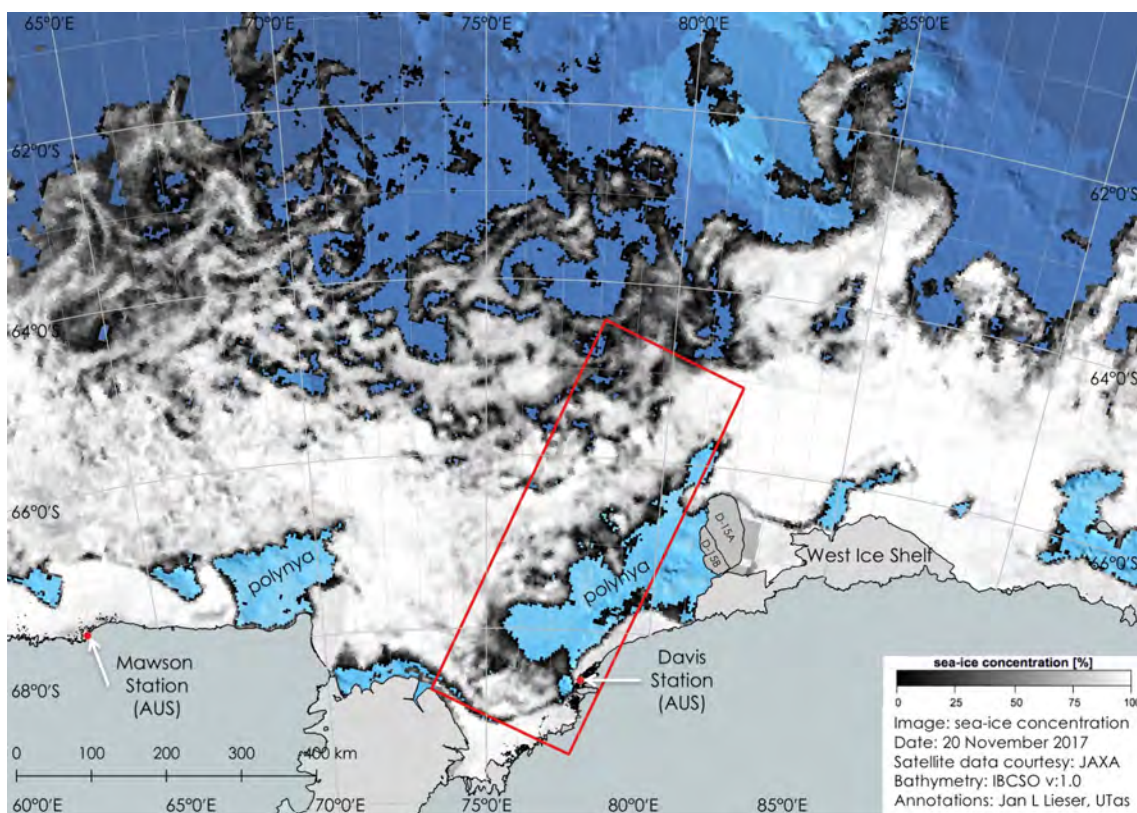 65°0'E
70°0'E
75°0'E
80°0'E
85°0'E
62°0'S
62°0'S
64°0'S
64°0'S
66°0'S
66°0'S
68°0'S
polynya
polynya
D-15A
D-15B
West Ice Shelf
Mawson
Station
(AUS)
Davis
Station
(AUS)
0 100 200 300 400 km
60°0'E
65°0'E
70°0'E
75°0'E
80°0'E
85°0'E
sea-ice concentration [%]
0 25 50 75 100
Image: sea-ice concentration
Date: 20 November 2017
Satellite data courtesy: JAXA
Bathymetry: IBCSO v:1.0
Annotations: Jan L Lieser, UTas